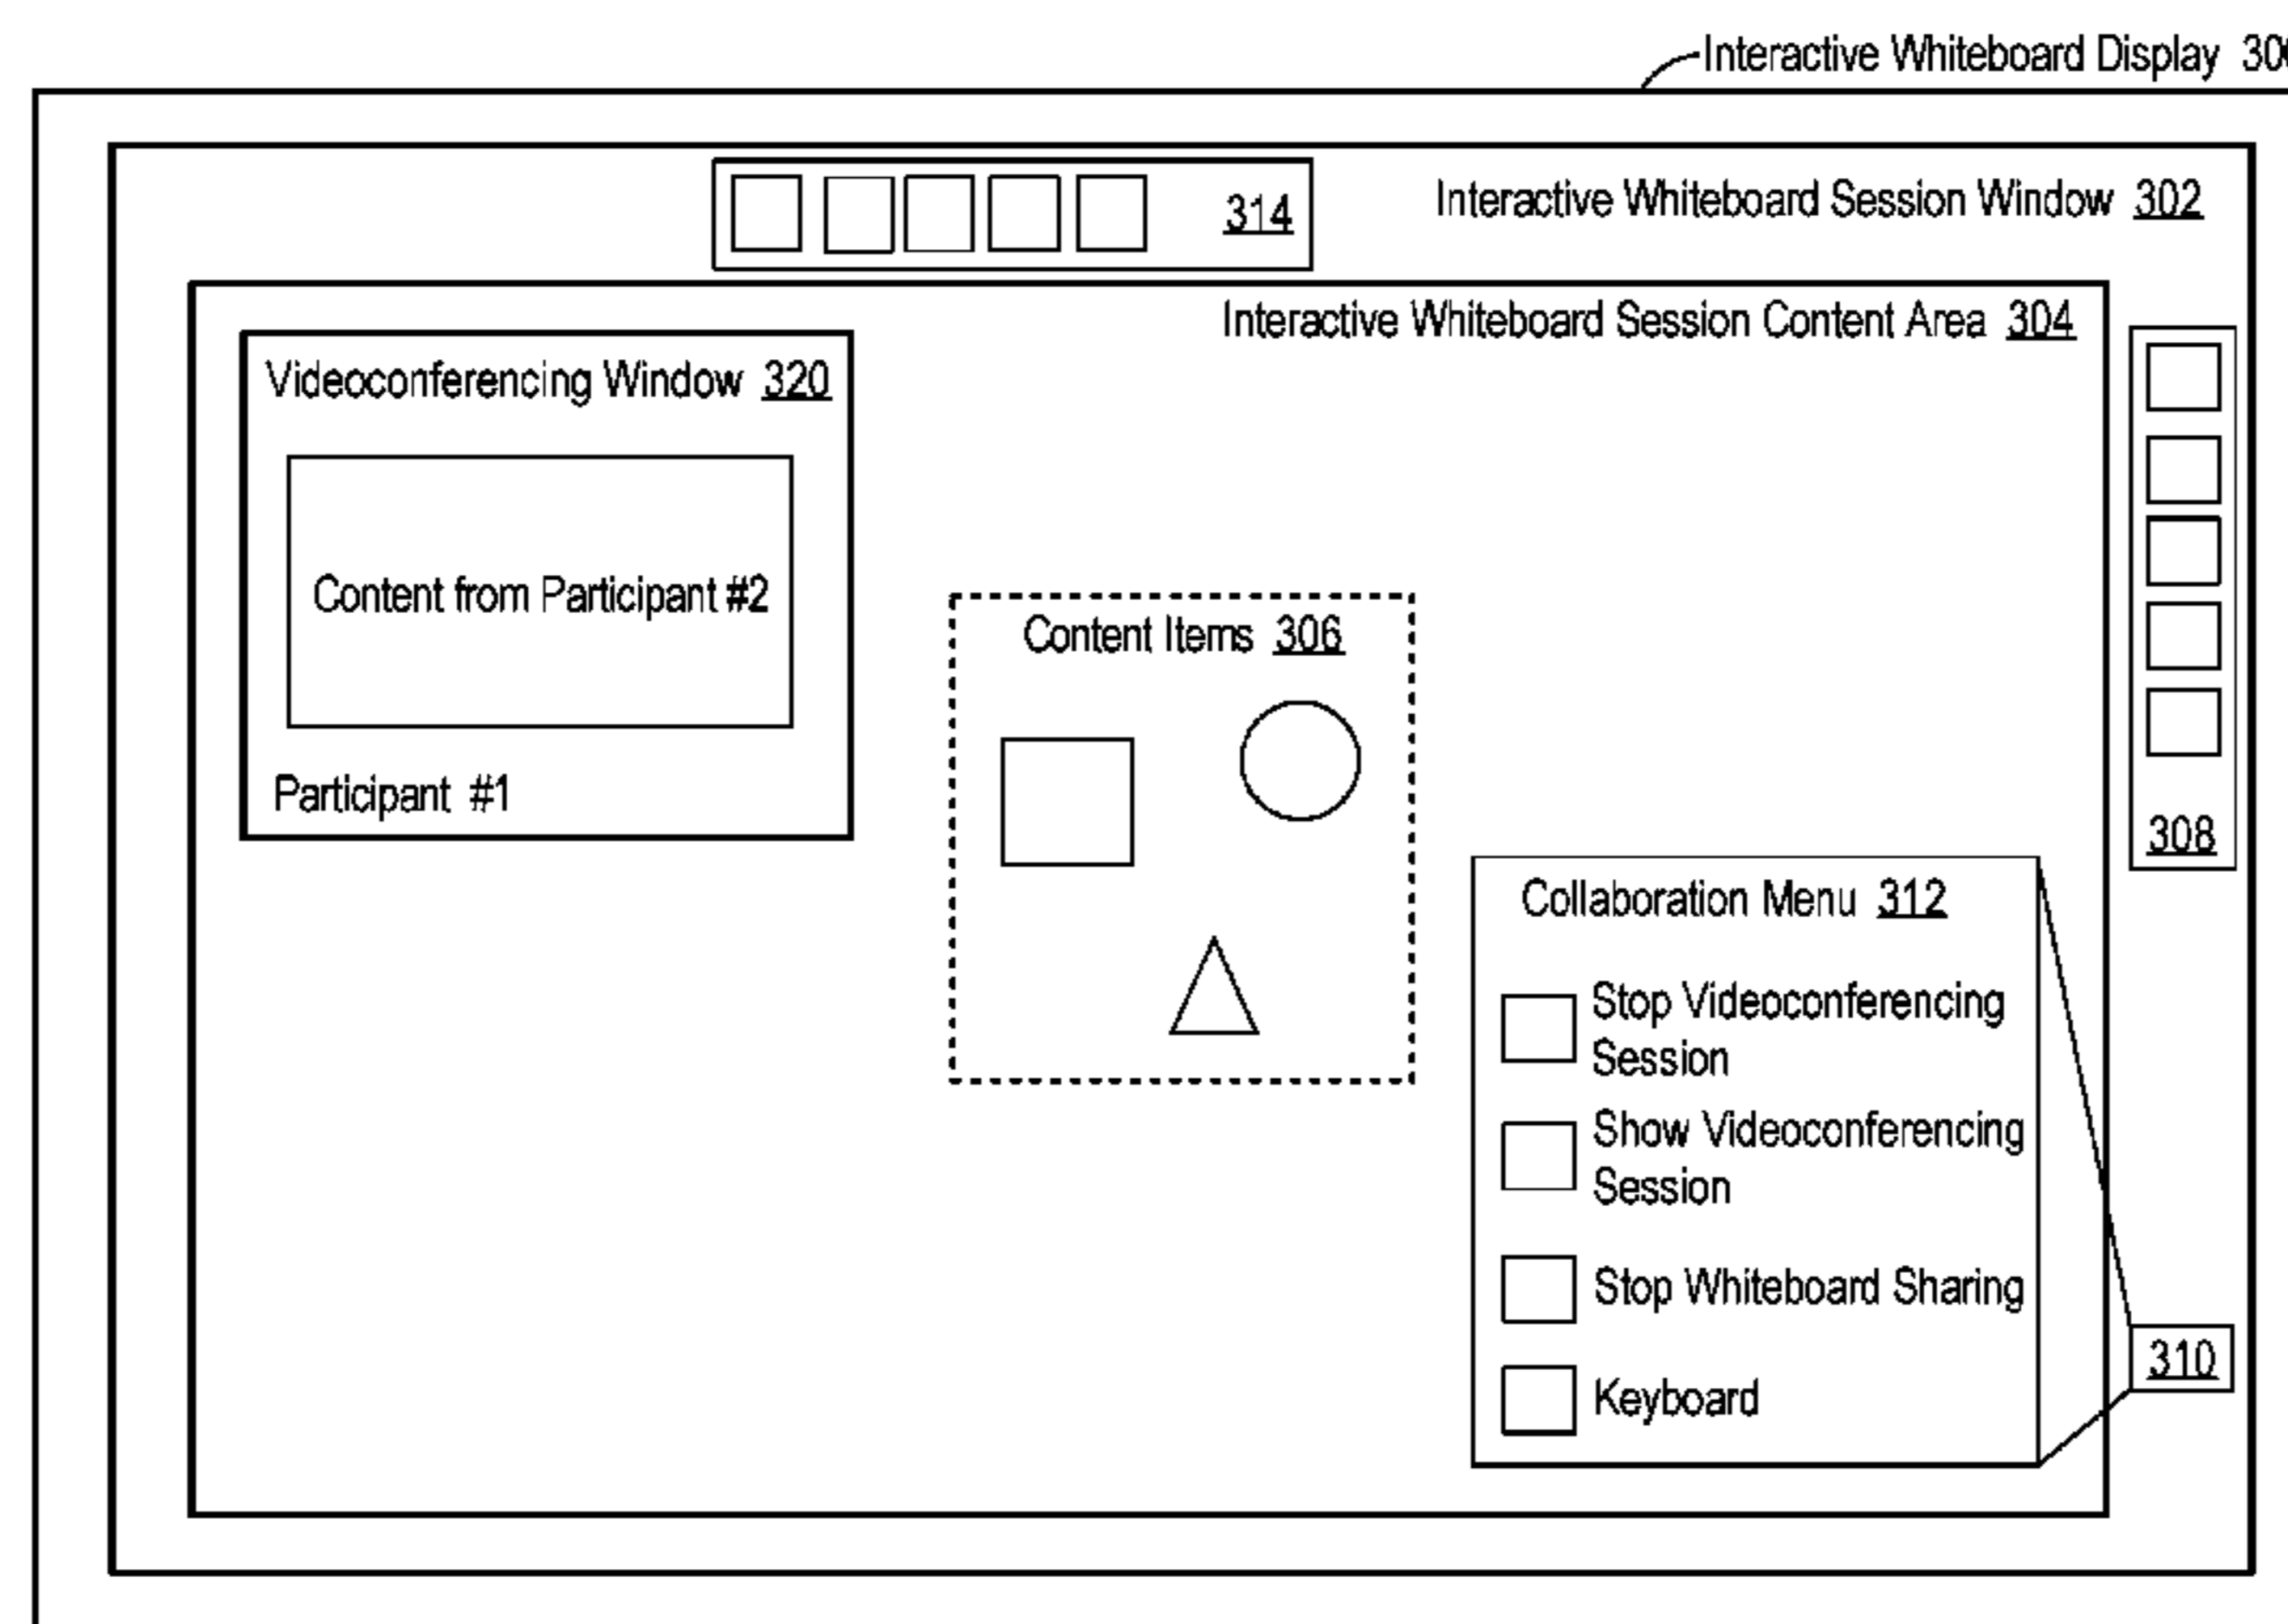 Interactive Whiteboard Display
314
Interactive Whiteboard Session Window 302
Interactive Whiteboard Session Content Area 304
Videoconferencing Window 320
Content from Participant #2
Participant #1
Content Items 306
308
Collaboration Menu 312
Stop Videoconferencing
Session
Show Videoconferencing
Session
Stop Whiteboard Sharing
Keyboard
310